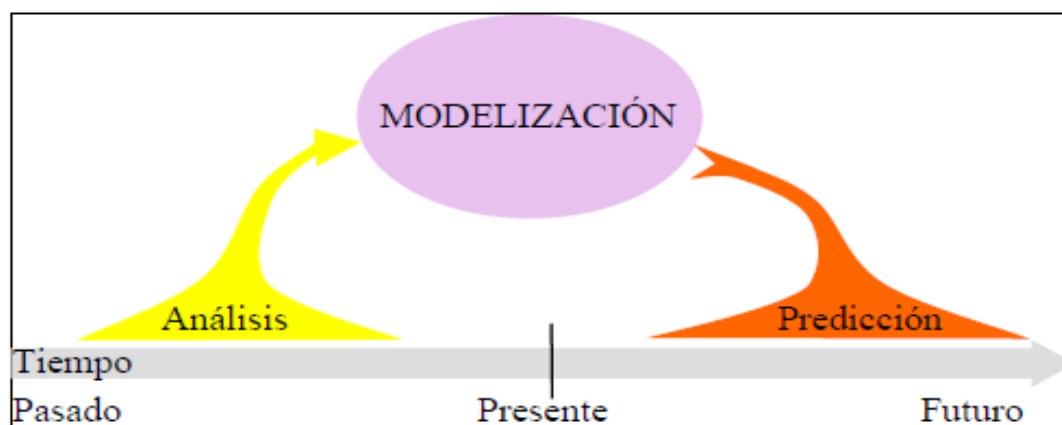 MODELIZACIÓN
Análisis
Predicción
Tiempo
Pasado
Presente
Futuro